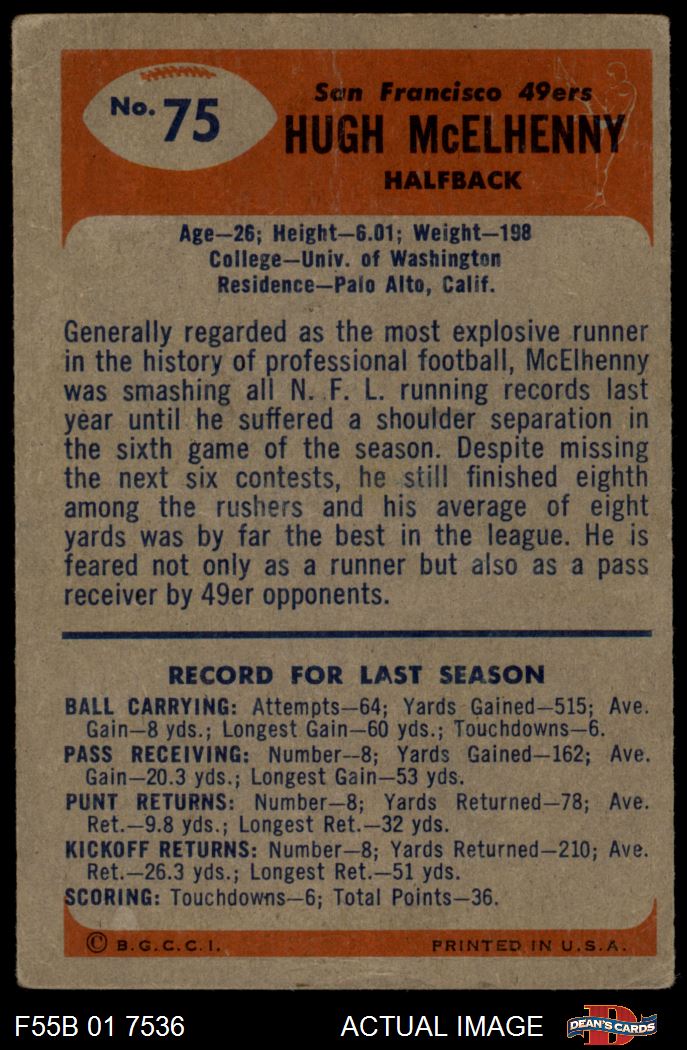 No. 75
San Francisco 49ers
HUGH McELHENNY
HALFBACK
Age—26; Height—6.01; Weight—198
College—Univ. of Washington
Residence—Palo Alto, Calif.
Generally regarded as the most explosive runner
in the history of professional football, McElhenny
was smashing all N. F. L. running records last
year until he suffered a shoulder separation in
the sixth game of the season. Despite missing
the next six contests, he still finished eighth
among the rushers and his average of eight
yards was by far the best in the league. He is
feared not only as a runner but also as a pass
receiver by 49er opponents.
RECORD FOR LAST SEASON
BALL CARRYING: Attempts—64; Yards Gained—515; Ave.
Gain—8 yds.; Longest Gain—60 yds.; Touchdowns—6.
PASS RECEIVING: Number—8; Yards Gained—162; Ave.
Gain—20.3 yds.; Longest Gain—53 yds.
PUNT RETURNS: Number—8; Yards Returned—78; Ave.
Ret.—9.8 yds.; Longest Ret.—32 yds.
KICKOFF RETURNS: Number—8; Yards Returned—210; Ave.
Ret.—26.3 yds.; Longest Ret.—51 yds.
SCORING: Touchdowns—6; Total Points—36.
© B.G.C.C.I. PRINTED IN U.S.A.
F55B 01 7536 ACTUAL IMAGE D DEAN'S CARDS